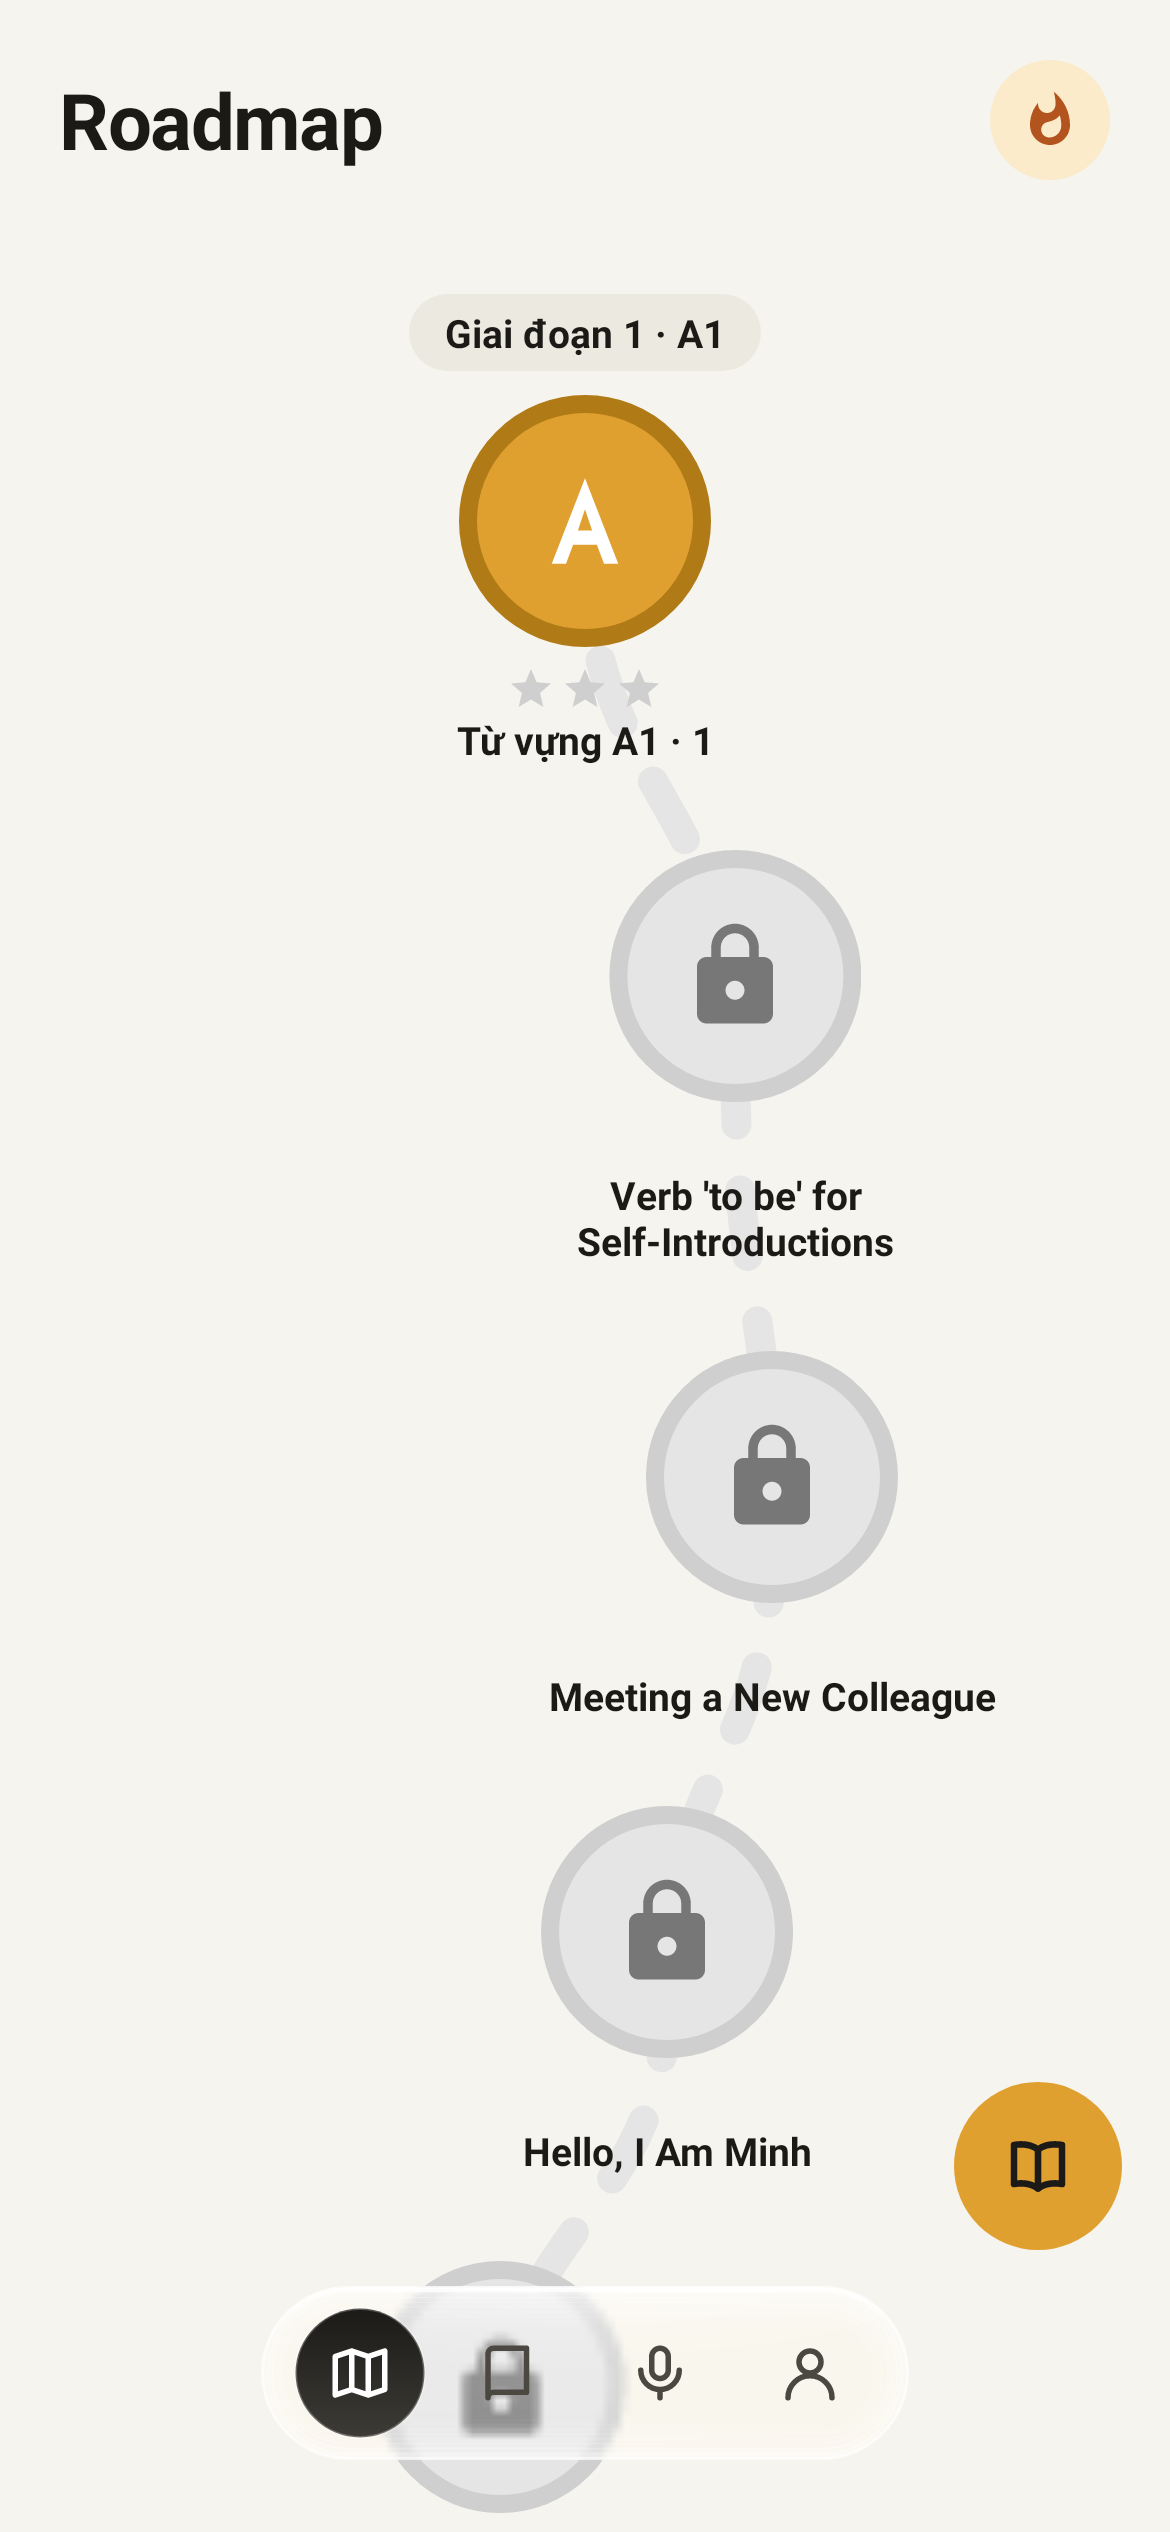 Roadmap
Giai đoạn 1 · A1
A
Từ vựng A1 · 1
Verb 'to be' for
Self-Introductions
Meeting a New Colleague
Hello, I Am Minh